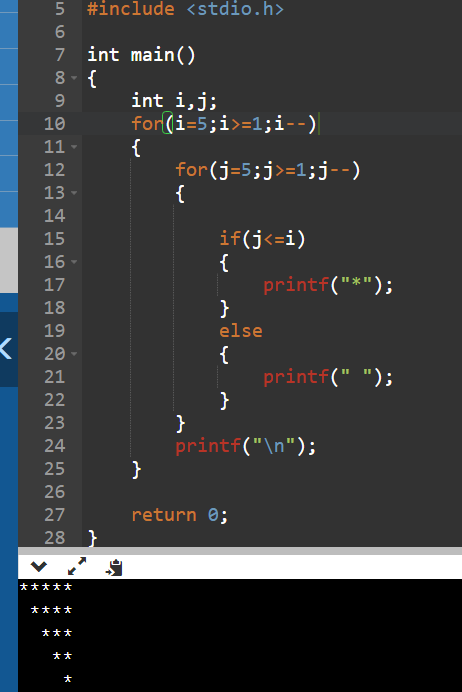 5 #include <stdio.h>
6
7 int main()
8 {
9     int i,j;
10     for(i=5;i>=1;i--)
11     {
12         for(j=5;j>=1;j--)
13         {
14
15             if(j<=i)
16             {
17                 printf("*");
18             }
19             else
20             {
21                 printf(" ");
22             }
23         }
24         printf("\n");
25     }
26
27     return 0;
28 }
*****
 ****
  ***
   **
    *